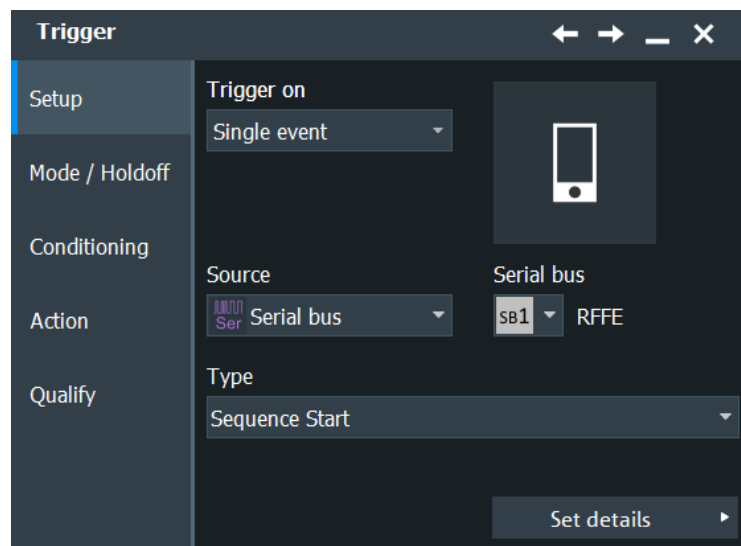 Trigger
Setup
Mode / Holdoff
Conditioning
Action
Qualify
Trigger on
Single event
Source
Serial bus
Ser Serial bus
SB1 RFFE
Type
Sequence Start
Set details